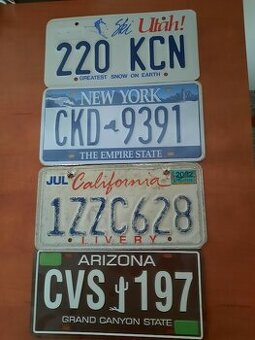 Ski Utah!
220 KCN
GREATEST SNOW ON EARTH
NEW YORK
CKD 9391
THE EMPIRE STATE
JUL California
1ZZC628
LIVERY
ARIZONA
CVS 197
GRAND CANYON STATE